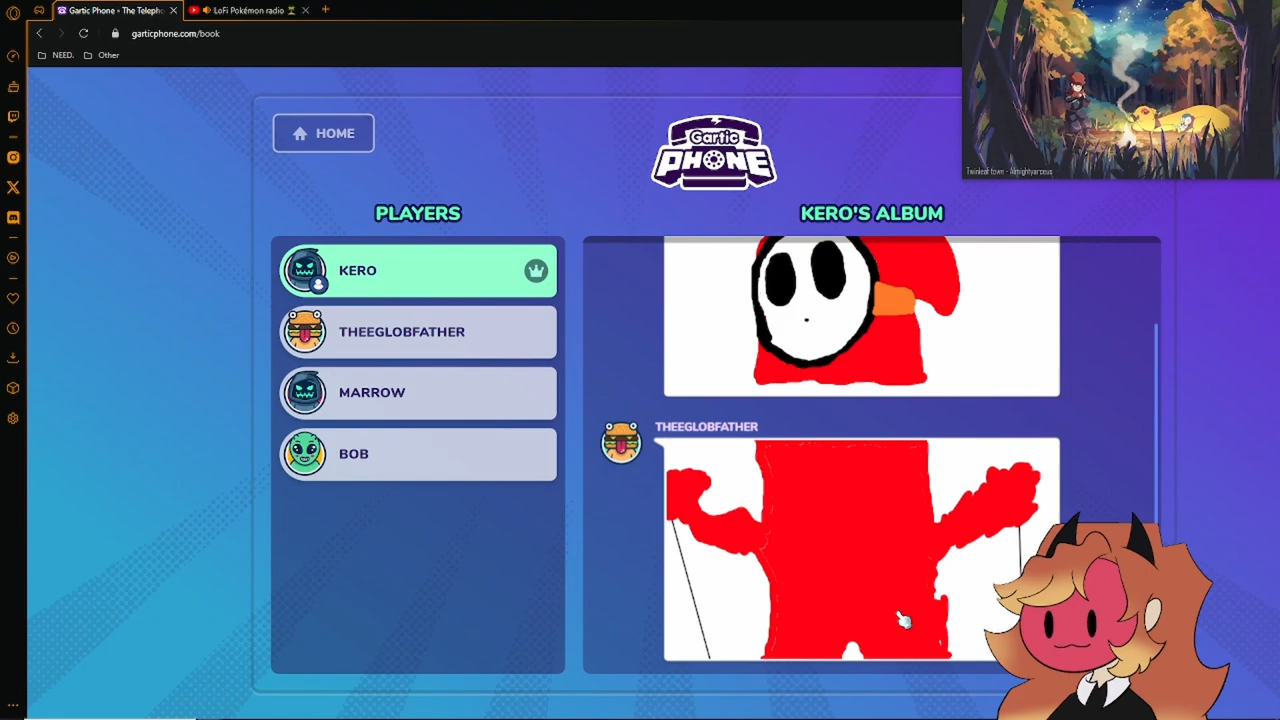 Gartic Phone - The Teleph
LoFi Pokémon radio
garticphone.com/book
NEED.
Other
Twinleaf town - Almightyarceus
HOME
Gartic
PHONE
PLAYERS
KERO'S ALBUM
KERO
THEEGLOBFATHER
MARROW
BOB
THEEGLOBFATHER